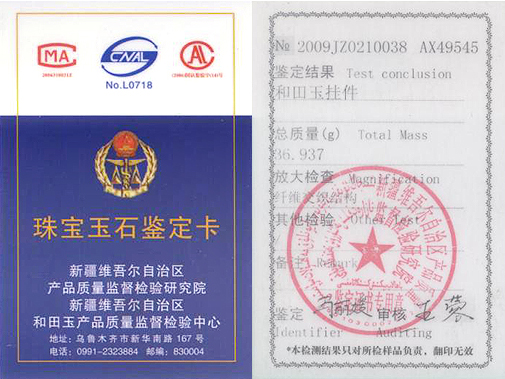 MA
CNAL
AL
No.L0718
珠宝玉石鉴定卡
新疆维吾尔自治区
产品质量监督检验研究院
新疆维吾尔自治区
和田玉产品质量监督检验中心
地址: 乌鲁木齐市新华南路 167 号
电话: 0991-2323884 邮编: 830004
№ 2009JZ0210038 AX49545
鉴定结果 Test conclusion
和田玉挂件
总质量(g) Total Mass
36.937
放大检查 Magnification
纤维交织结构
其他检验 Other Test
/
备注: Remark
鉴定 审核
Identifier Auditing
*本检测结果只对所检样品负责,翻印无效